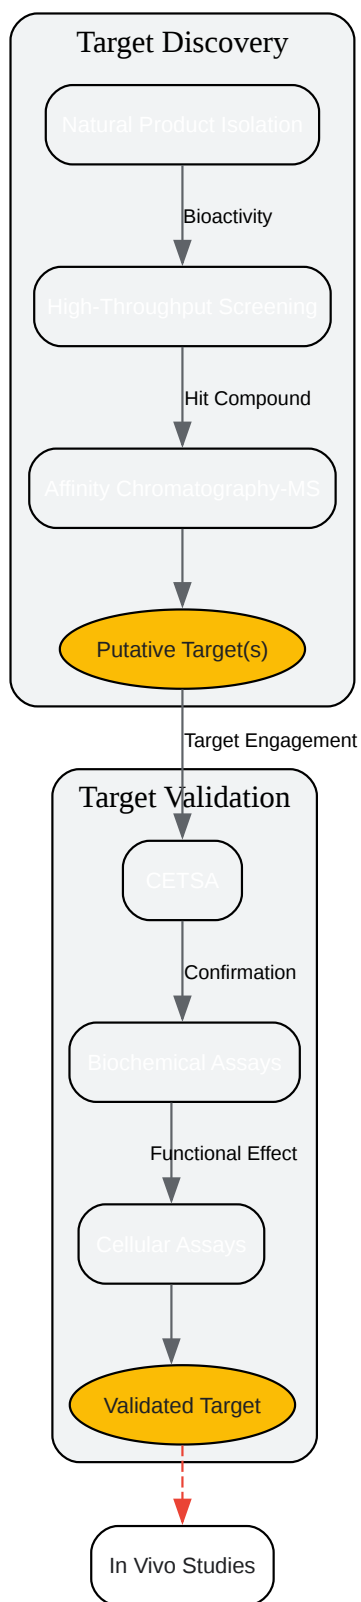 Target Discovery
Natural Product Isolation
Bioactivity
High-Throughput Screening
Hit Compound
Affinity Chromatography-MS
Putative Target(s)
Target Engagement
Target Validation
CETSA
Confirmation
Biochemical Assays
Functional Effect
Cellular Assays
Validated Target
In Vivo Studies